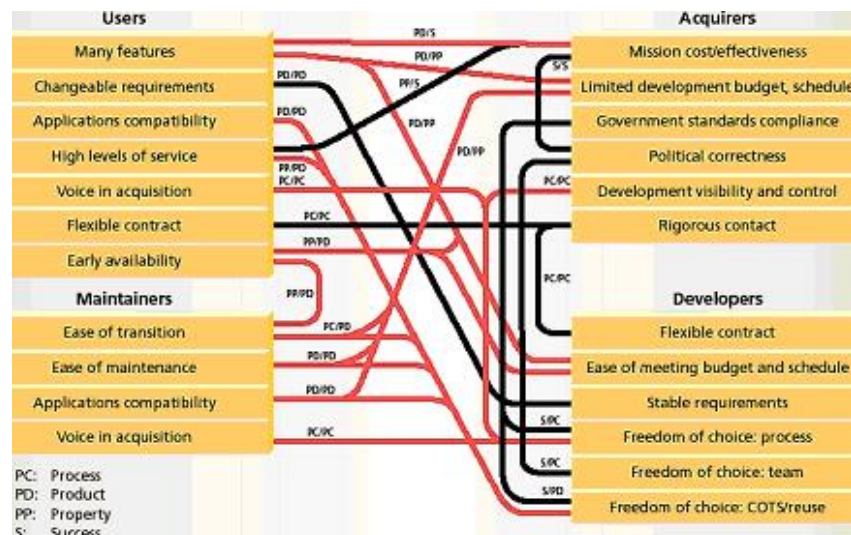 Users
Many features
Changeable requirements
Applications compatibility
High levels of service
Voice in acquisition
Flexible contract
Early availability
Maintainers
Ease of transition
Ease of maintenance
Applications compatibility
Voice in acquisition
PC: Process
PD: Product
PP: Property
S: Success
PD/S
PD/PP
PD/PD
PP/S
PD/PD
PD/PP
PD/PP
PP/PD
PC/PC
PC/PC
PP/PD
PP/PD
PC/PD
PD/PD
PD/PD
PC/PC
S/S
PC/PC
PC/PC
S/PC
S/PC
S/PD
Acquirers
Mission cost/effectiveness
Limited development budget, schedule
Government standards compliance
Political correctness
Development visibility and control
Rigorous contact
Developers
Flexible contract
Ease of meeting budget and schedule
Stable requirements
Freedom of choice: process
Freedom of choice: team
Freedom of choice: COTS/reuse